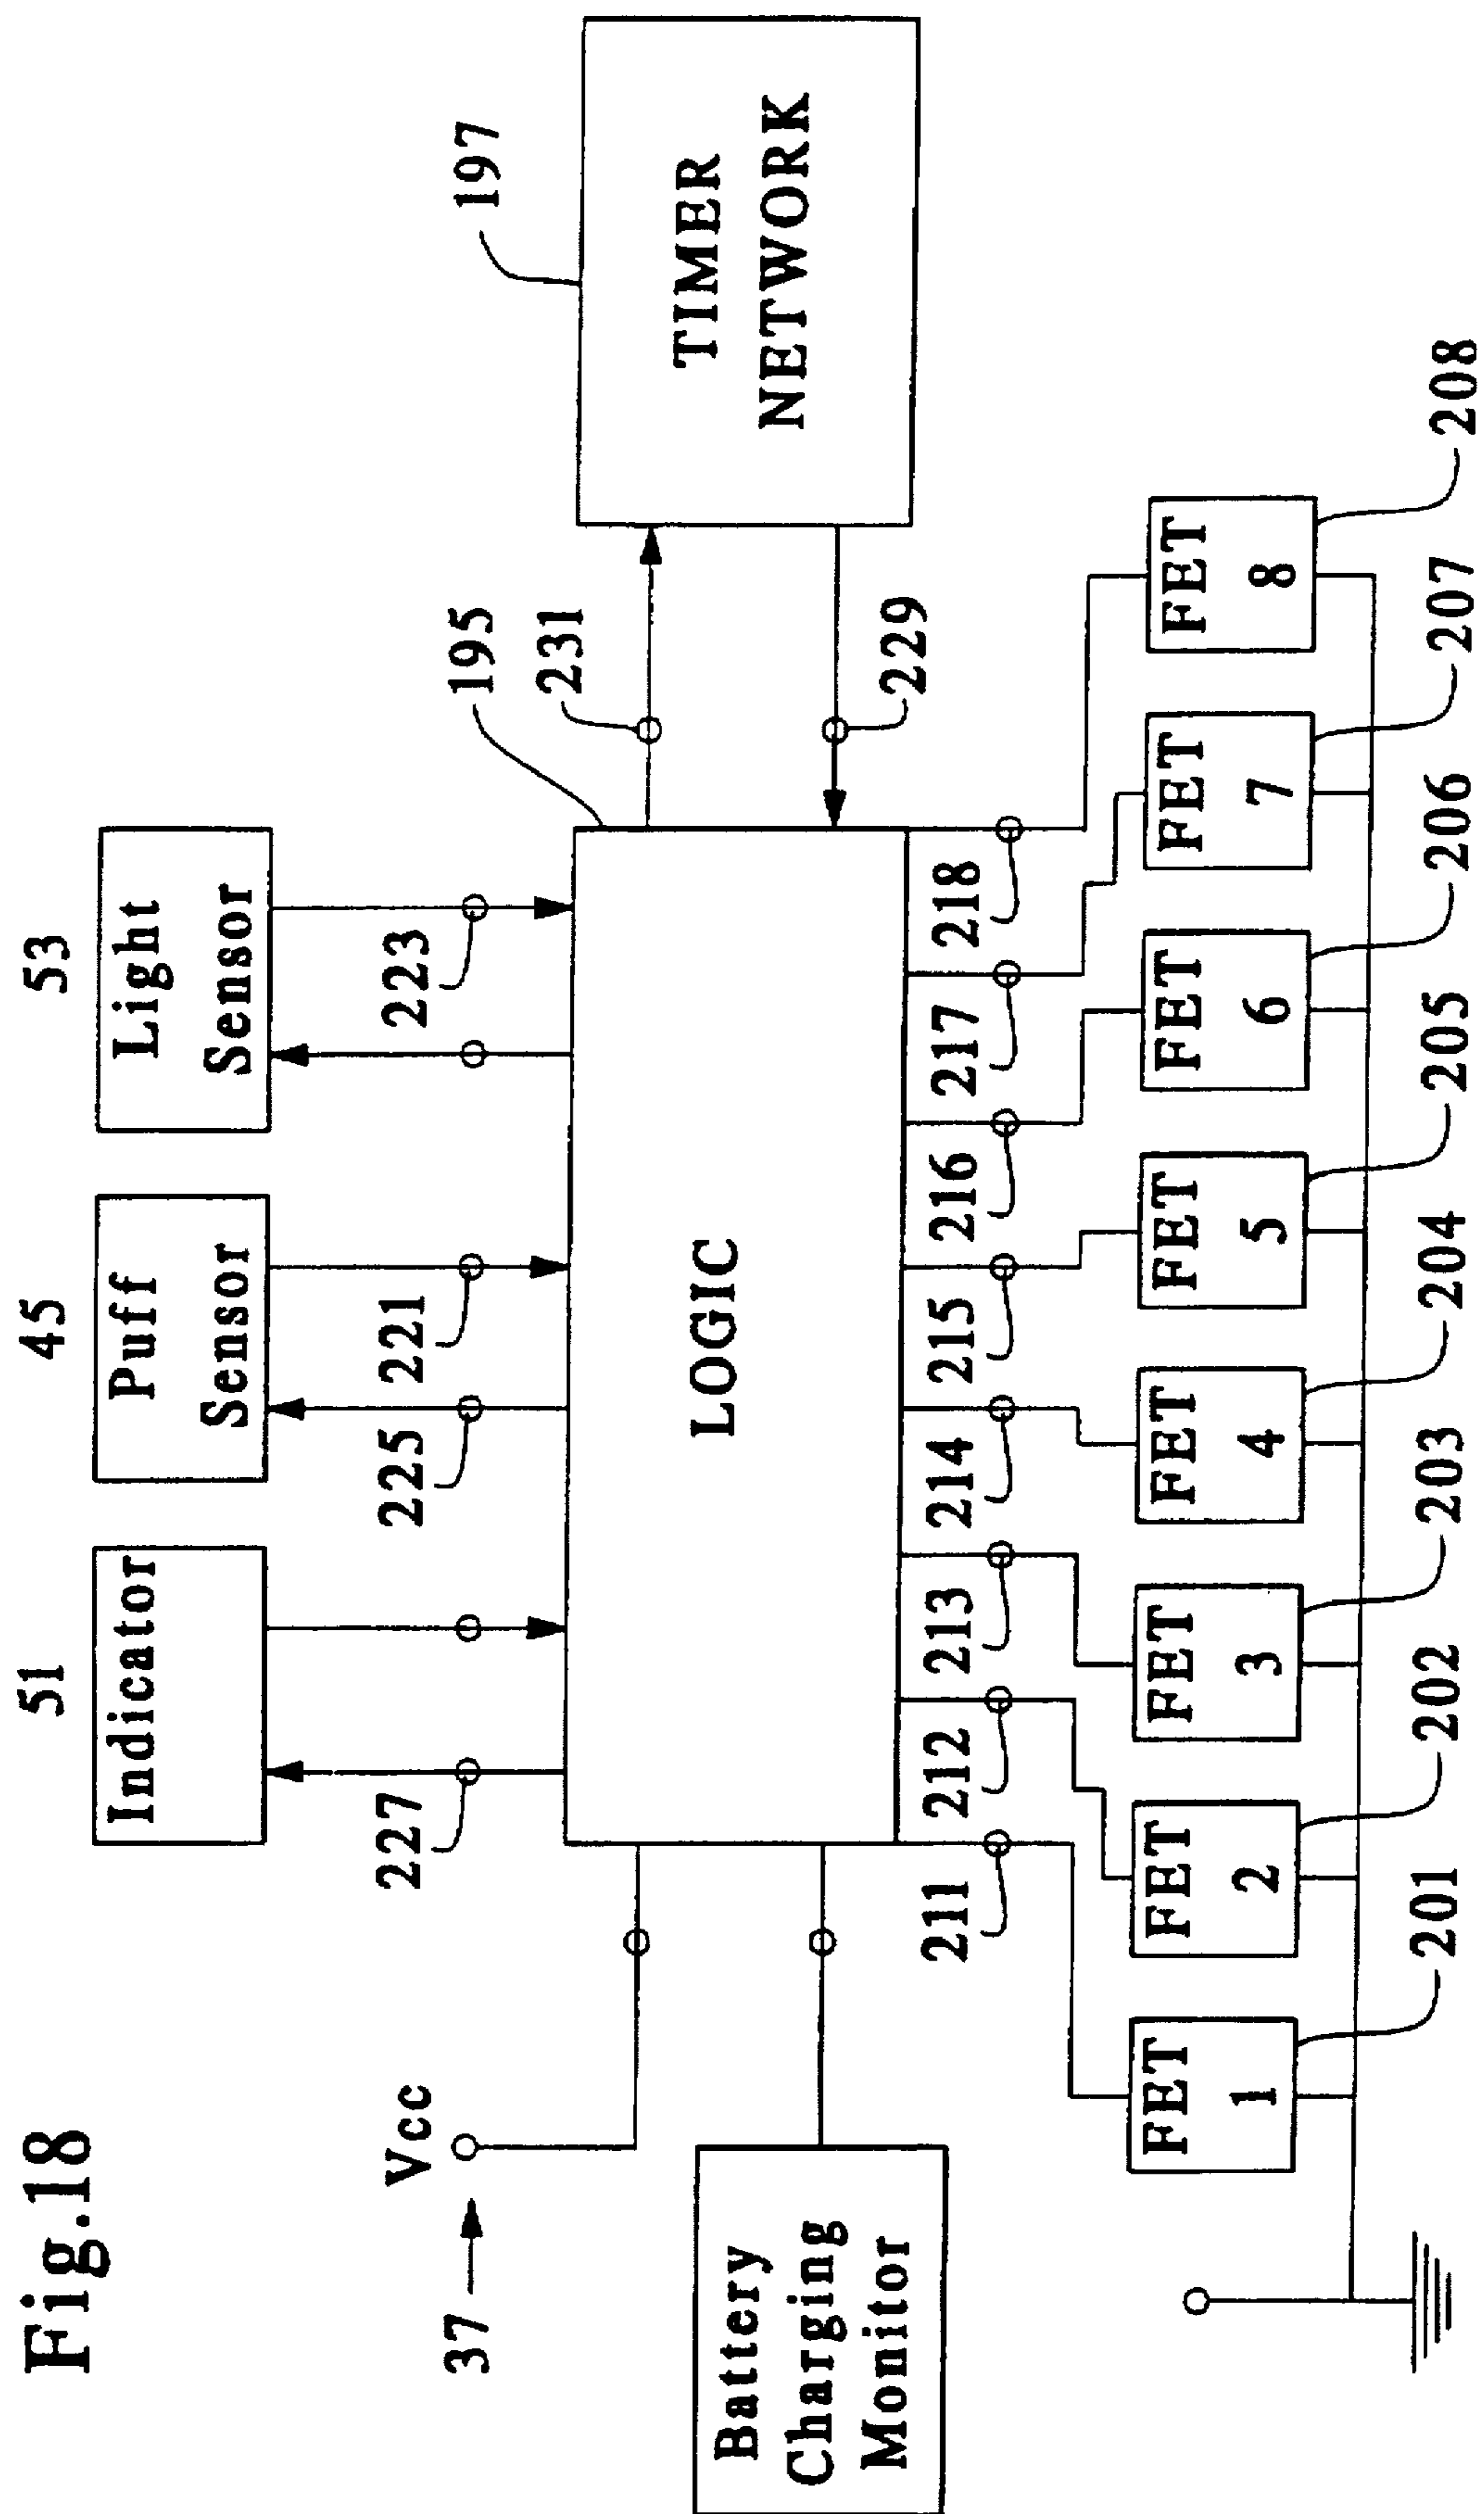 Fig.18
51
45
53
Indicator
Puff
Sensor
Light
Sensor
227
225
221
223
37
Vcc
195
231
197
Battery
Charging
Monitor
LOGIC
TIMER
NETWORK
229
211
212
213
214
215
216
217
218
FET
1
FET
2
FET
3
FET
4
FET
5
FET
6
FET
7
FET
8
201
202
203
204
205
206
207
208